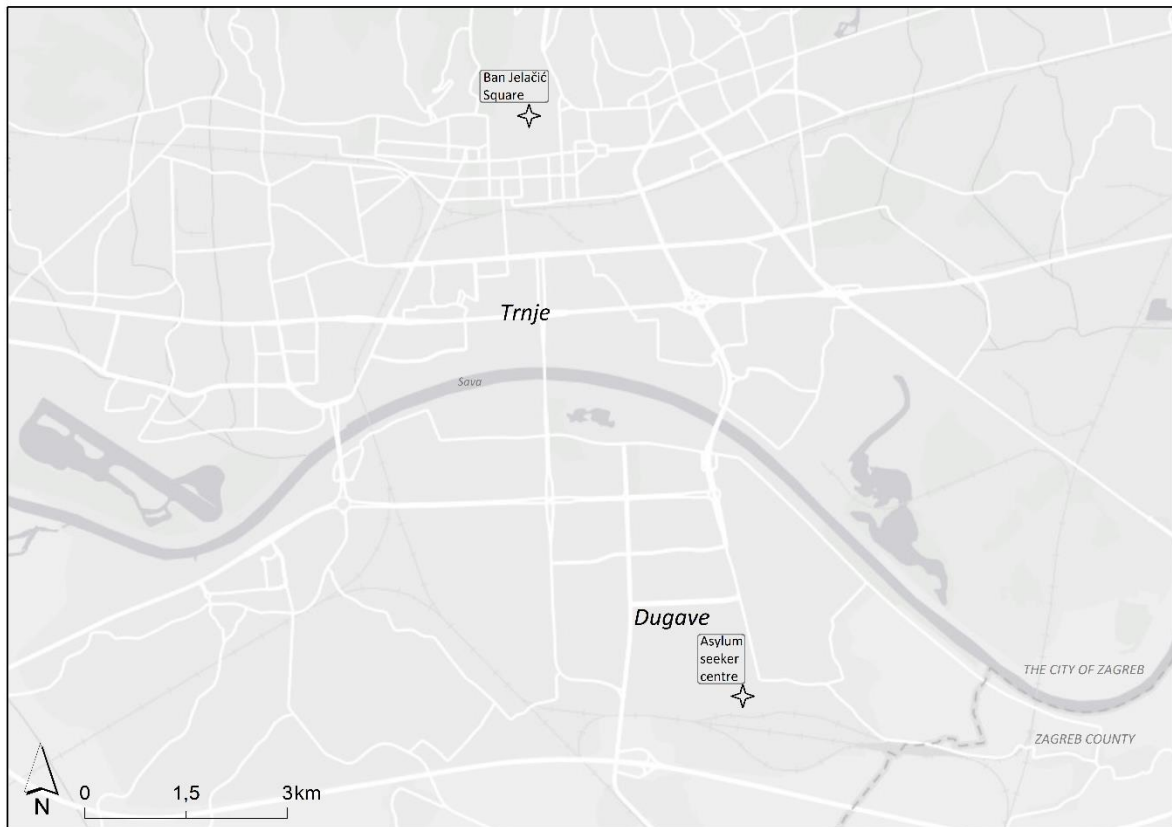 Ban Jelačić
Square
Trnje
Sava
Dugave
Asylum
seeker
centre
THE CITY OF ZAGREB
ZAGREB COUNTY
N
0 1,5 3km